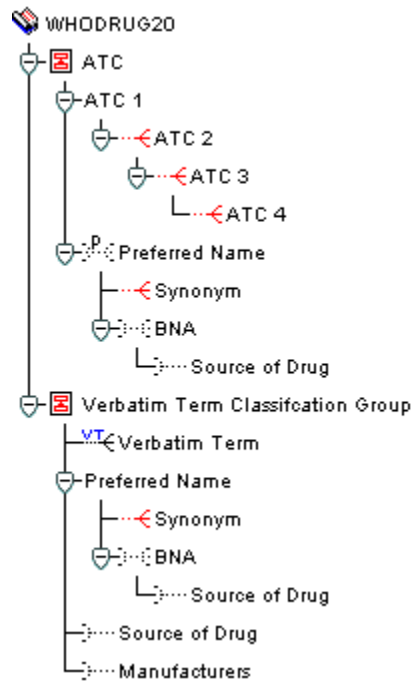 WHODRUG20
ATC
ATC 1
ATC 2
ATC 3
ATC 4
P Preferred Name
Synonym
BNA
Source of Drug
Verbatim Term Classifcation Group
VT Verbatim Term
Preferred Name
Synonym
BNA
Source of Drug
Source of Drug
Manufacturers